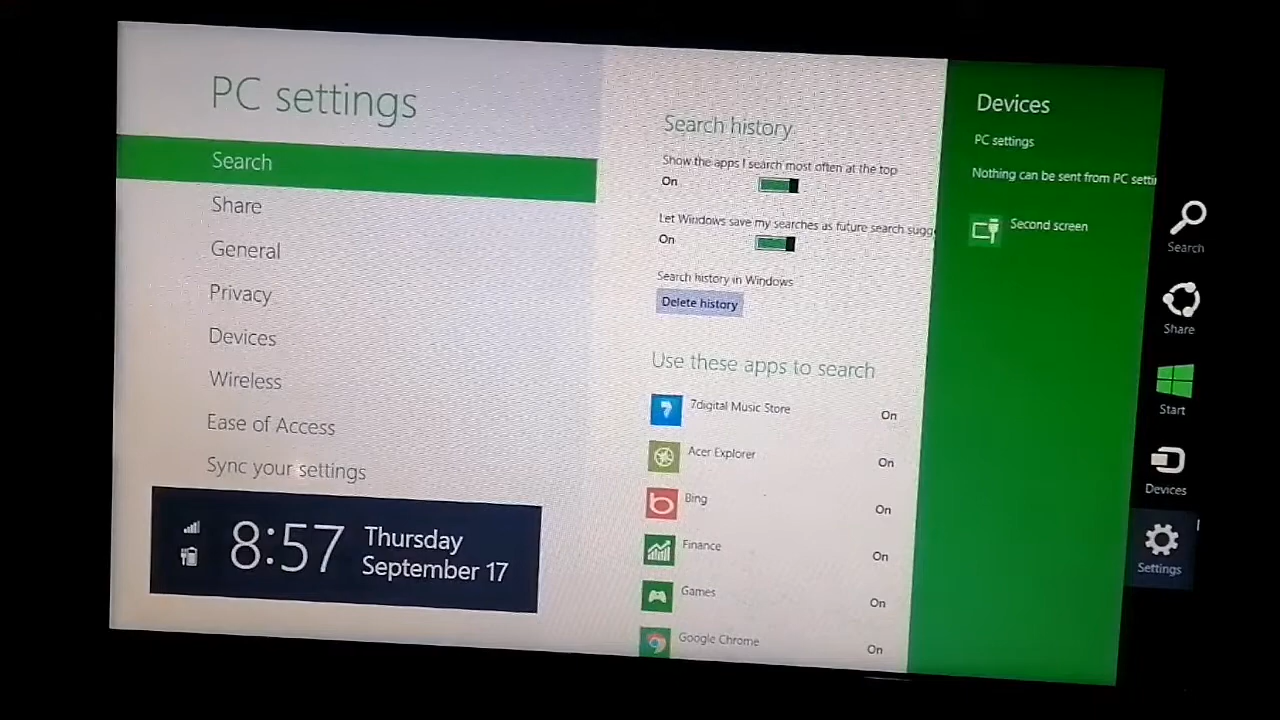 PC settings
Search
Share
General
Privacy
Devices
Wireless
Ease of Access
Sync your settings
8:57
Thursday
September 17
Search history
Show the apps I search most often at the top
On
Let Windows save my searches as future search sugg
On
Search history in Windows
Delete history
Use these apps to search
7digital Music Store On
Acer Explorer On
Bing On
Finance On
Games On
Google Chrome On
Devices
PC settings
Nothing can be sent from PC setti
Second screen
Search
Share
Start
Devices
Settings